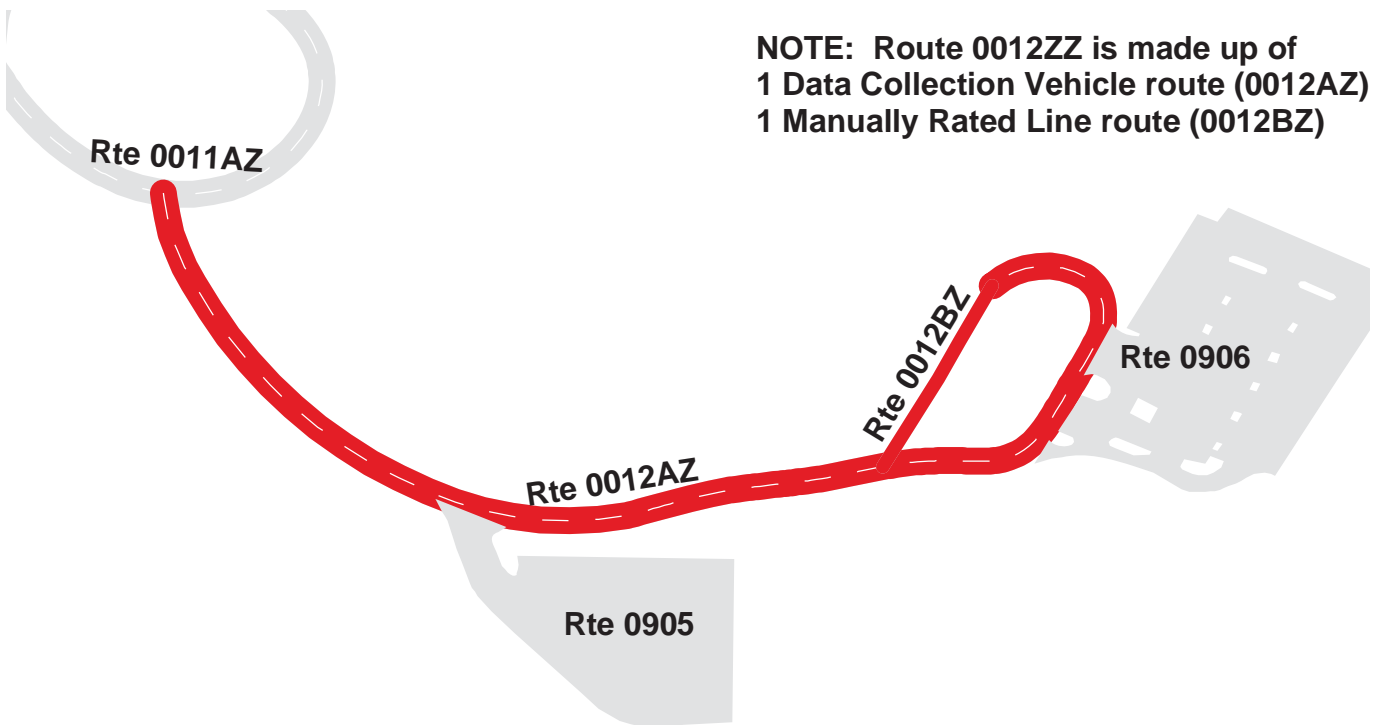 NOTE:  Route 0012ZZ is made up of
1 Data Collection Vehicle route (0012AZ)
1 Manually Rated Line route (0012BZ)
Rte 0011AZ
Rte 0012BZ
Rte 0906
Rte 0012AZ
Rte 0905